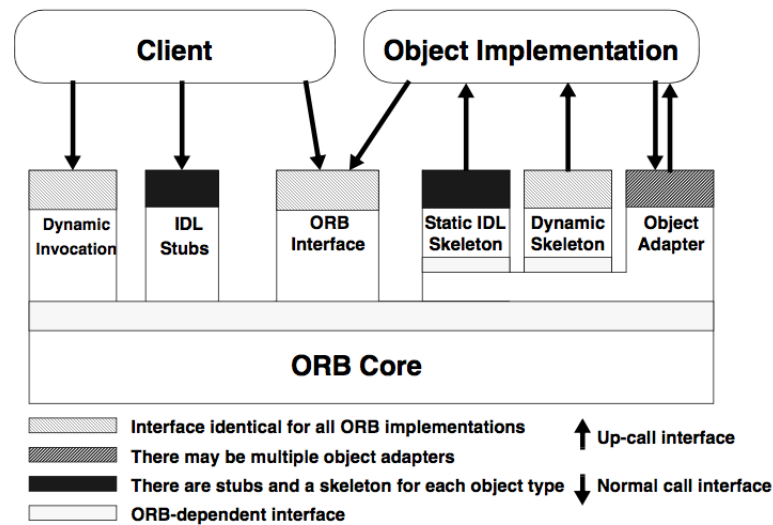 Client
Object Implementation
Dynamic
Invocation
IDL
Stubs
ORB
Interface
Static IDL
Skeleton
Dynamic
Skeleton
Object
Adapter
ORB Core
Interface identical for all ORB implementations
There may be multiple object adapters
There are stubs and a skeleton for each object type
ORB-dependent interface
Up-call interface
Normal call interface